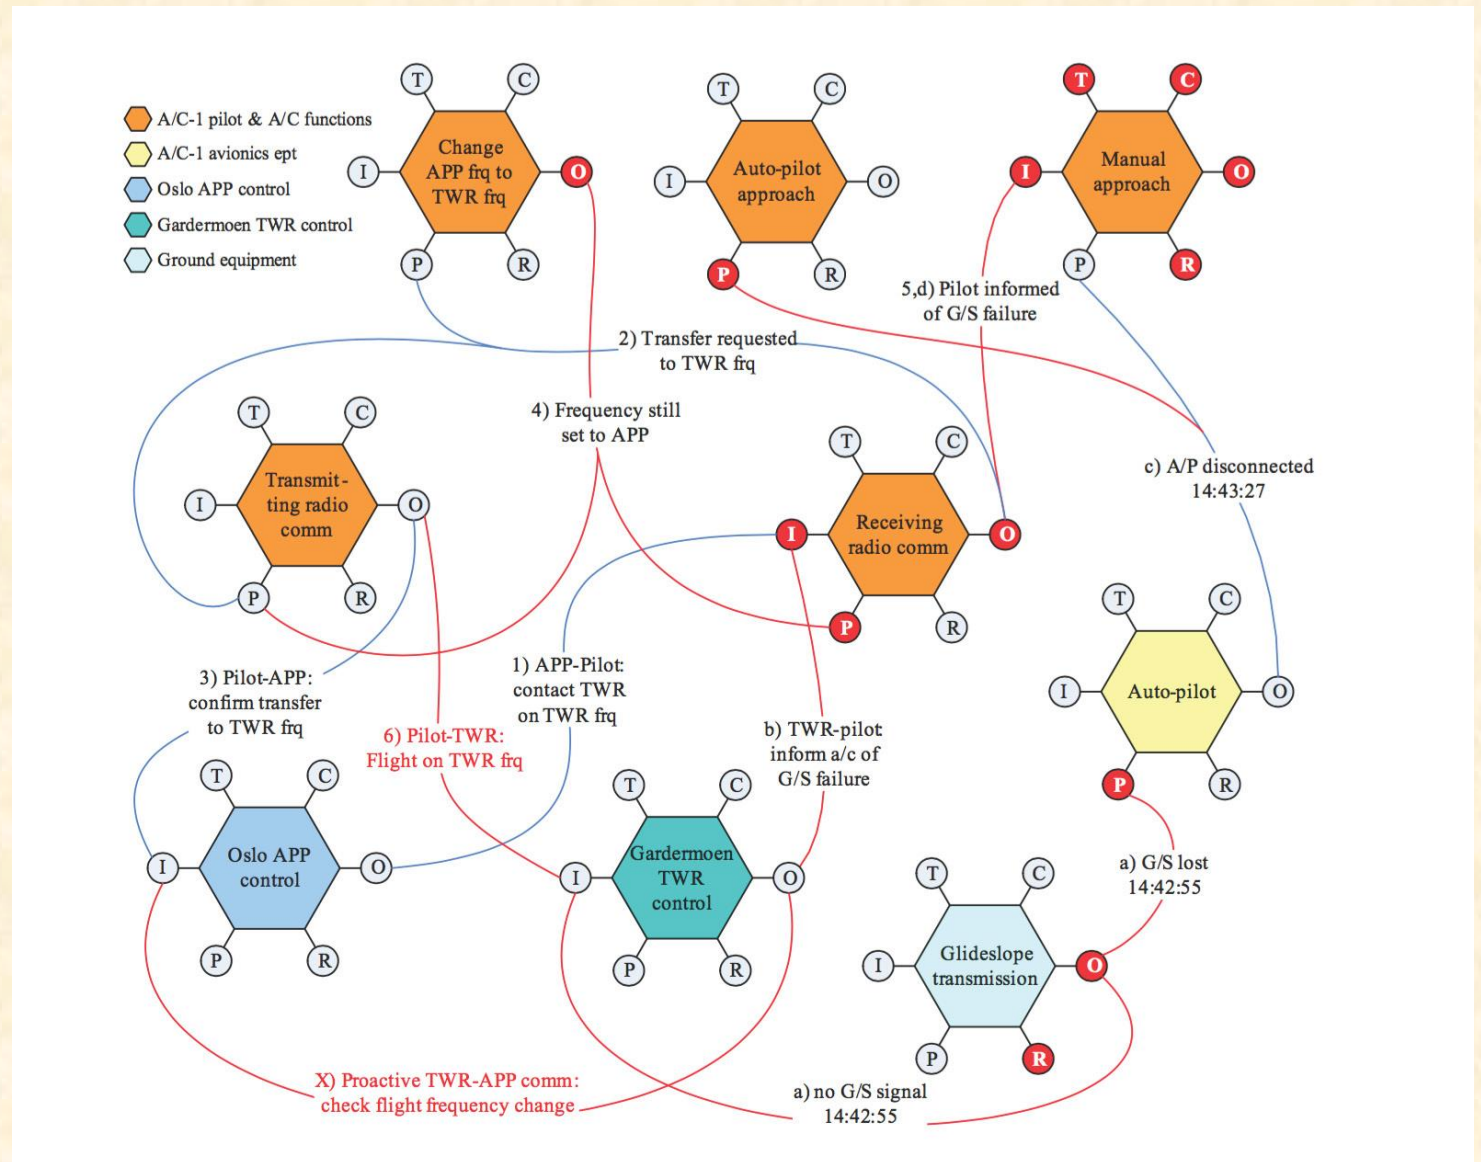 T
C
T
C
T
C
A/C-1 pilot & A/C functions
A/C-1 avionics ept
Oslo APP control
Gardermoen TWR control
Ground equipment
I
Change
APP frq to
TWR frq
O
I
Auto-pilot
approach
O
I
Manual
approach
O
P
R
P
R
P
R
5,d) Pilot informed
of G/S failure
2) Transfer requested
to TWR frq
4) Frequency still
set to APP
T
C
I
Transmit-
ting radio
comm
O
P
R
T
C
I
Receiving
radio comm
O
P
R
c) A/P disconnected
14:43:27
3) Pilot-APP:
confirm transfer
to TWR frq
1) APP-Pilot:
contact TWR
on TWR frq
6) Pilot-TWR:
Flight on TWR frq
b) TWR-pilot:
inform a/c of
G/S failure
T
C
I
Auto-pilot
O
P
R
T
C
I
Oslo APP
control
O
P
R
T
C
I
Gardermoen
TWR
control
O
P
R
a) G/S lost
14:42:55
T
C
I
Glideslope
transmission
O
P
R
X) Proactive TWR-APP comm:
check flight frequency change
a) no G/S signal
14:42:55